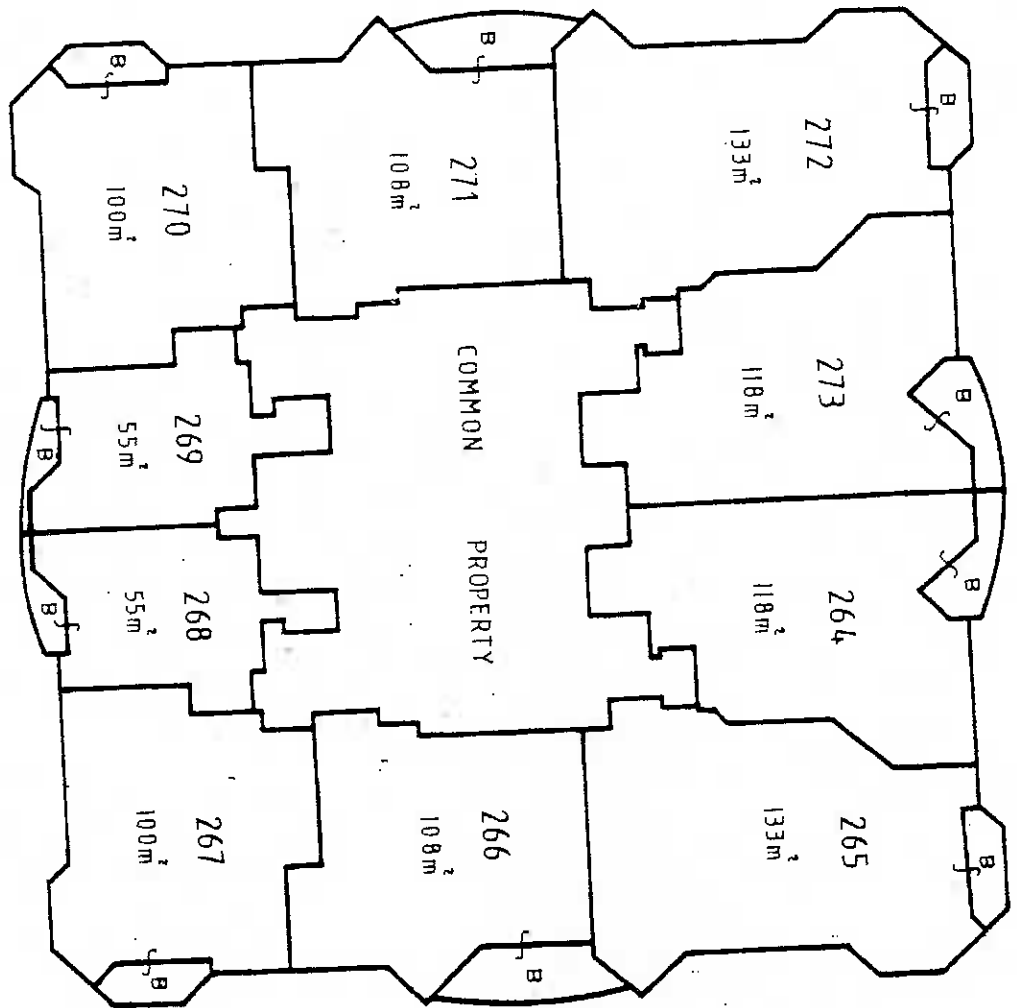 B
B
B
B
272
133m²
273
118m²
264
118m²
265
133m²
B
271
108m²
COMMON PROPERTY
266
108m²
B
B
270
100m²
269
55m²
268
55m²
267
100m²
B
B
B